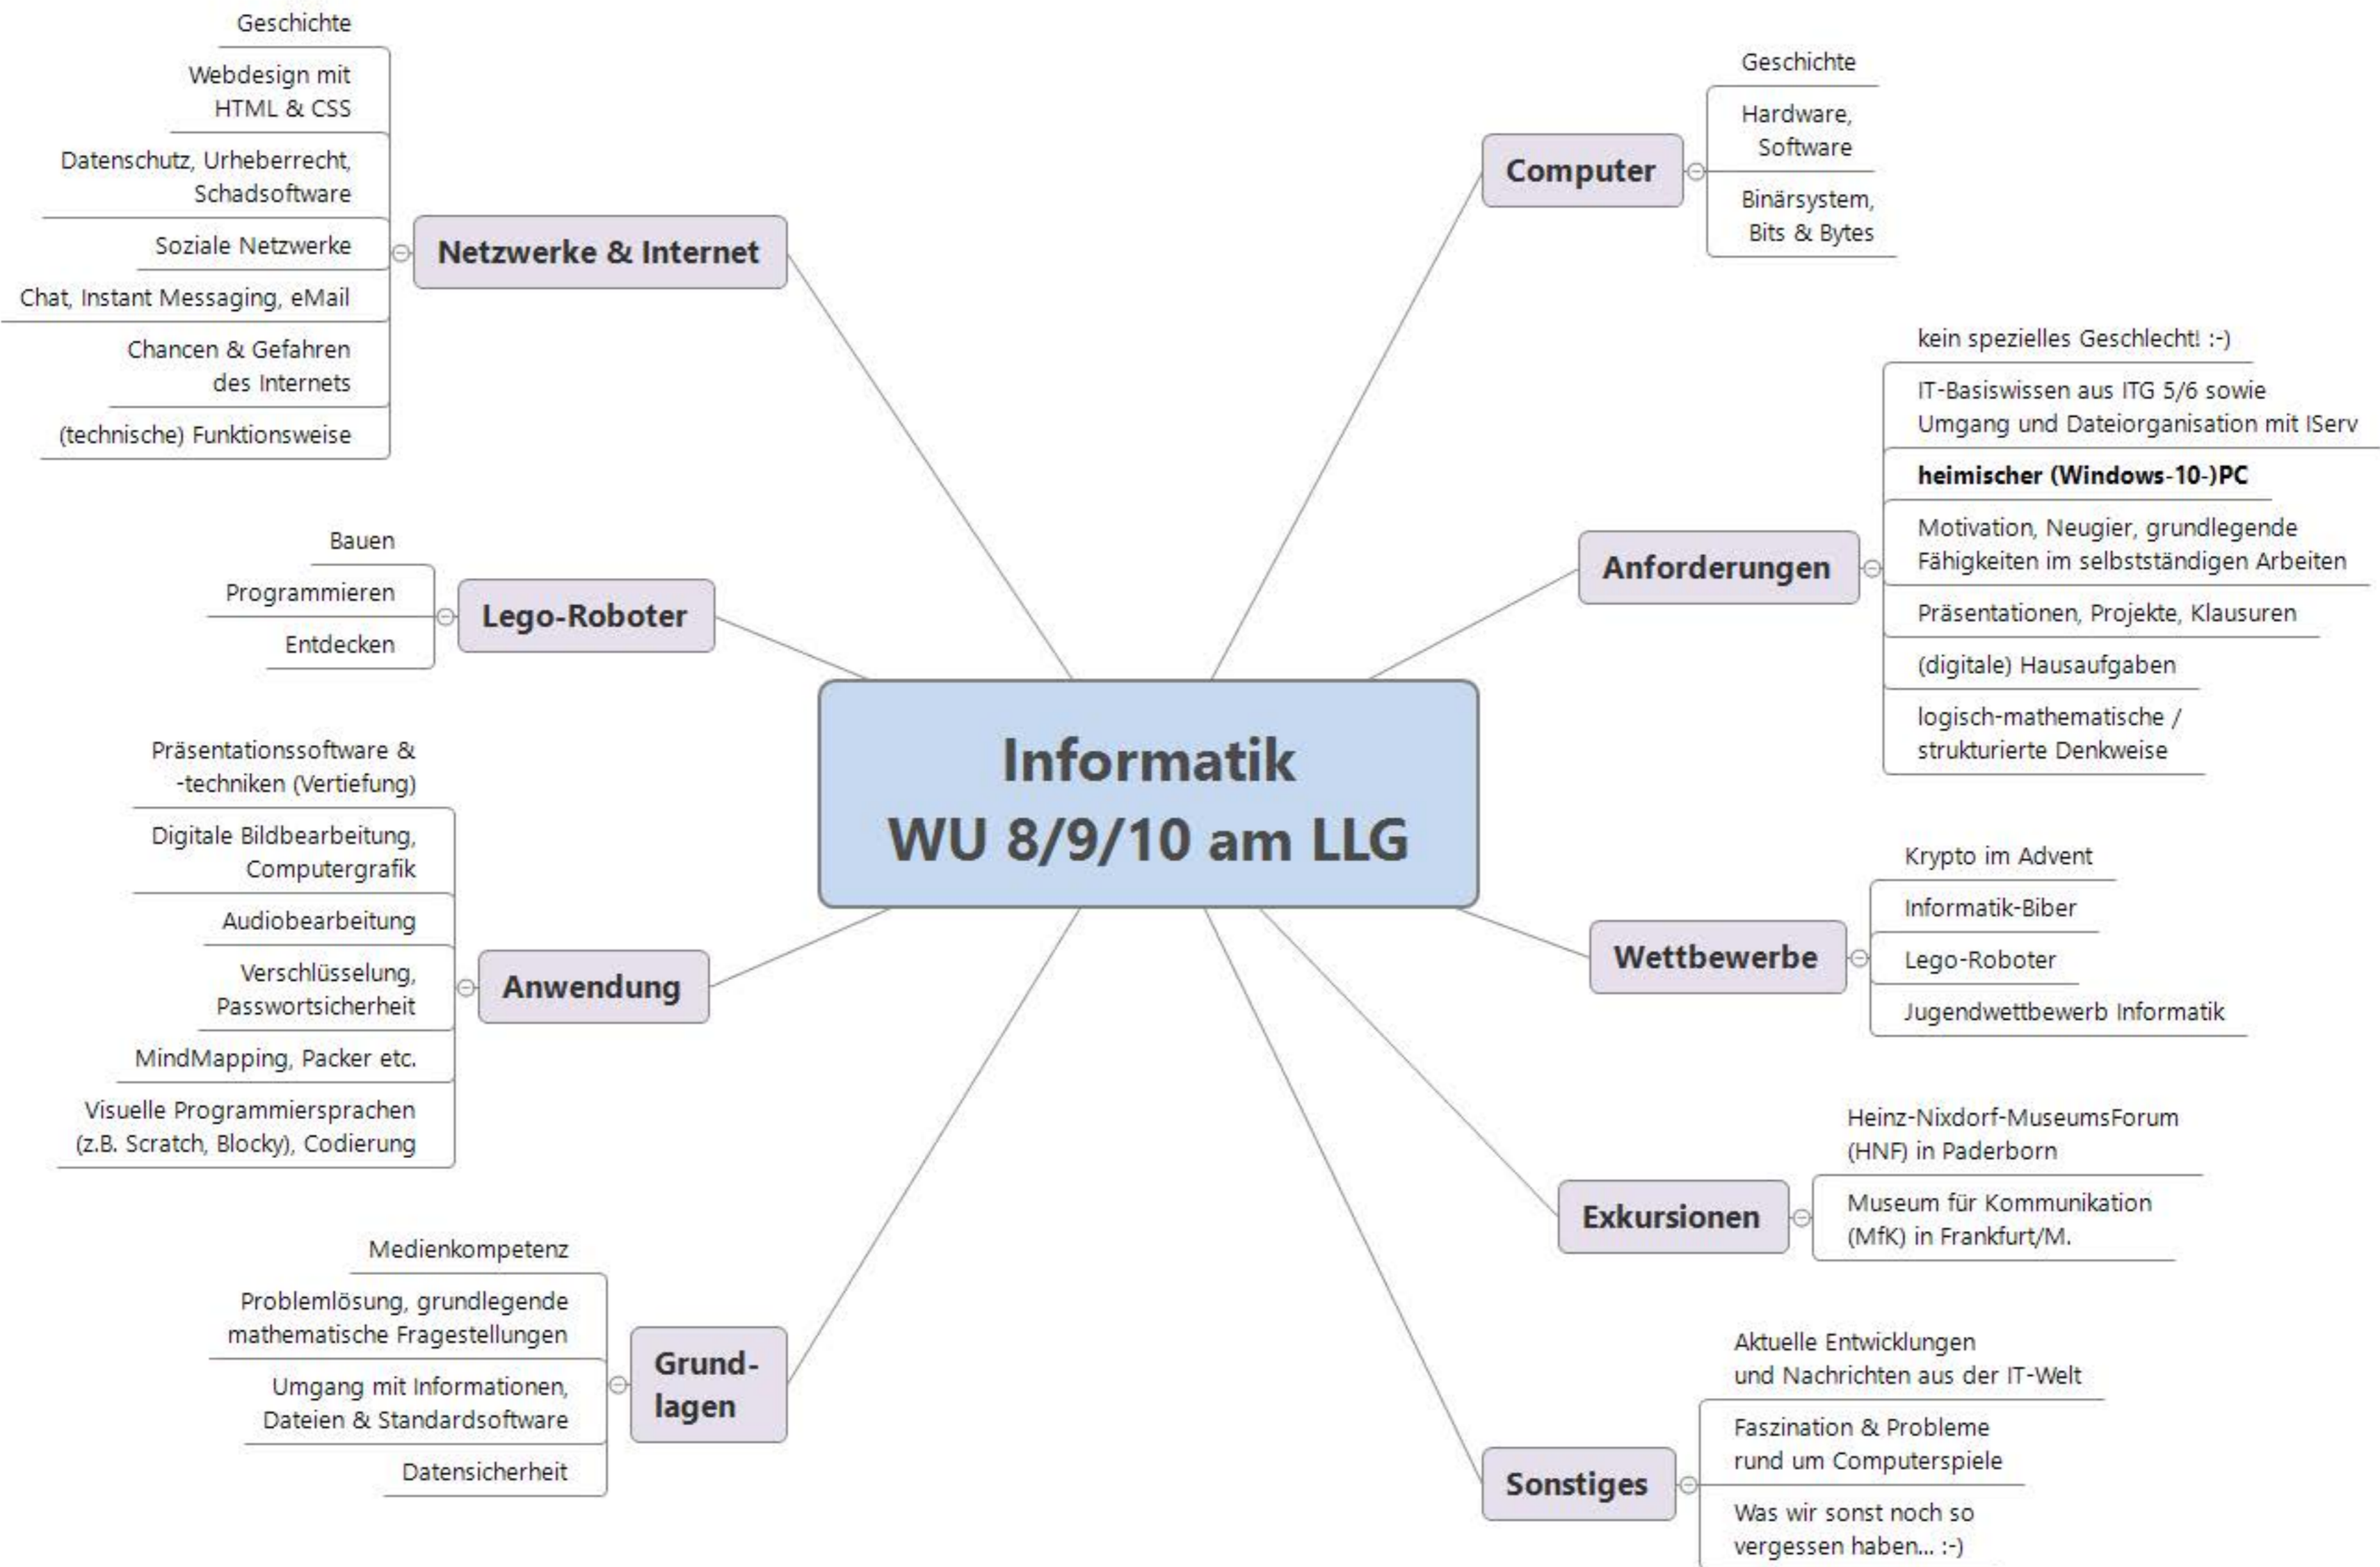 Informatik
WU 8/9/10 am LLG
Computer
Geschichte
Hardware,
Software
Binärsystem,
Bits & Bytes
Anforderungen
kein spezielles Geschlecht! :-)
IT-Basiswissen aus ITG 5/6 sowie
Umgang und Dateiorganisation mit IServ
heimischer (Windows-10-)PC
Motivation, Neugier, grundlegende
Fähigkeiten im selbstständigen Arbeiten
Präsentationen, Projekte, Klausuren
(digitale) Hausaufgaben
logisch-mathematische /
strukturierte Denkweise
Wettbewerbe
Krypto im Advent
Informatik-Biber
Lego-Roboter
Jugendwettbewerb Informatik
Exkursionen
Heinz-Nixdorf-MuseumsForum
(HNF) in Paderborn
Museum für Kommunikation
(MfK) in Frankfurt/M.
Sonstiges
Aktuelle Entwicklungen
und Nachrichten aus der IT-Welt
Faszination & Probleme
rund um Computerspiele
Was wir sonst noch so
vergessen haben... :-)
Netzwerke & Internet
Geschichte
Webdesign mit
HTML & CSS
Datenschutz, Urheberrecht,
Schadsoftware
Soziale Netzwerke
Chat, Instant Messaging, eMail
Chancen & Gefahren
des Internets
(technische) Funktionsweise
Lego-Roboter
Bauen
Programmieren
Entdecken
Anwendung
Präsentationssoftware &
-techniken (Vertiefung)
Digitale Bildbearbeitung,
Computergrafik
Audiobearbeitung
Verschlüsselung,
Passwortsicherheit
MindMapping, Packer etc.
Visuelle Programmiersprachen
(z.B. Scratch, Blocky), Codierung
Grund-
lagen
Medienkompetenz
Problemlösung, grundlegende
mathematische Fragestellungen
Umgang mit Informationen,
Dateien & Standardsoftware
Datensicherheit